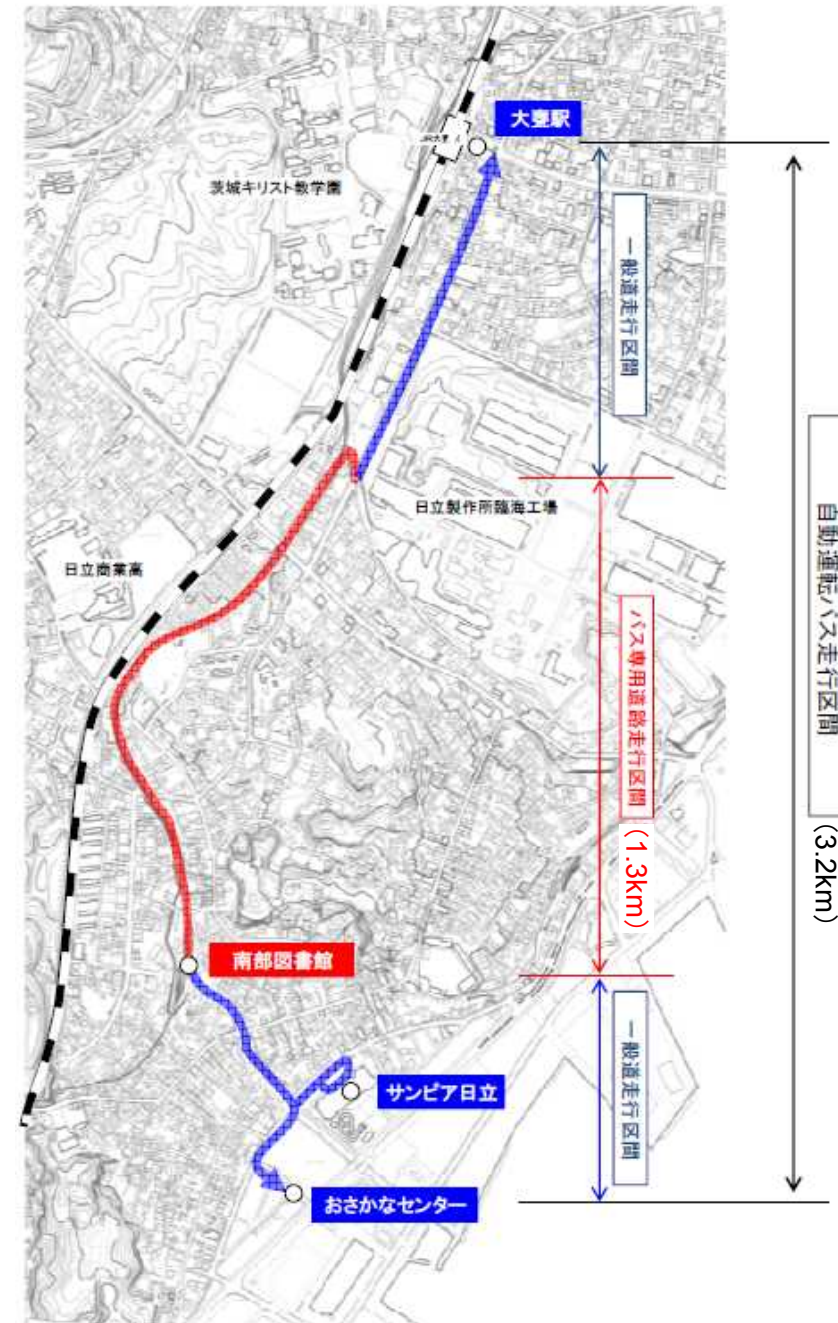 大甕駅
茨城キリスト教学園
一般道走行区間
日立製作所臨海工場
自動運転バス走行区間
(3.2km)
日立商業高
バス専用道路走行区間
(1.3km)
南部図書館
一般道走行区間
サンピア日立
おさかなセンター